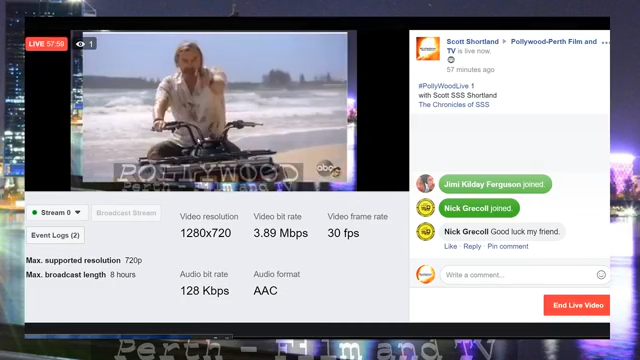 LIVE 57:59
1
POLLYWOOD
Perth - Film and TV
abc
Scott Shortland ▸ Pollywood-Perth Film and ...
TV is live now.
57 minutes ago
#PollyWoodLive 1
with Scott SSS Shortland
The Chronicles of SSS
Jimi Kilday Ferguson joined.
Nick Grecoll joined.
Nick Grecoll Good luck my friend.
Like · Reply · Pin comment
Write a comment...
End Live Video
Stream 0
Broadcast Stream
Event Logs (2)
Max. supported resolution 720p
Max. broadcast length 8 hours
Video resolution
1280x720
Video bit rate
3.89 Mbps
Video frame rate
30 fps
Audio bit rate
128 Kbps
Audio format
AAC
Perth - Film and TV